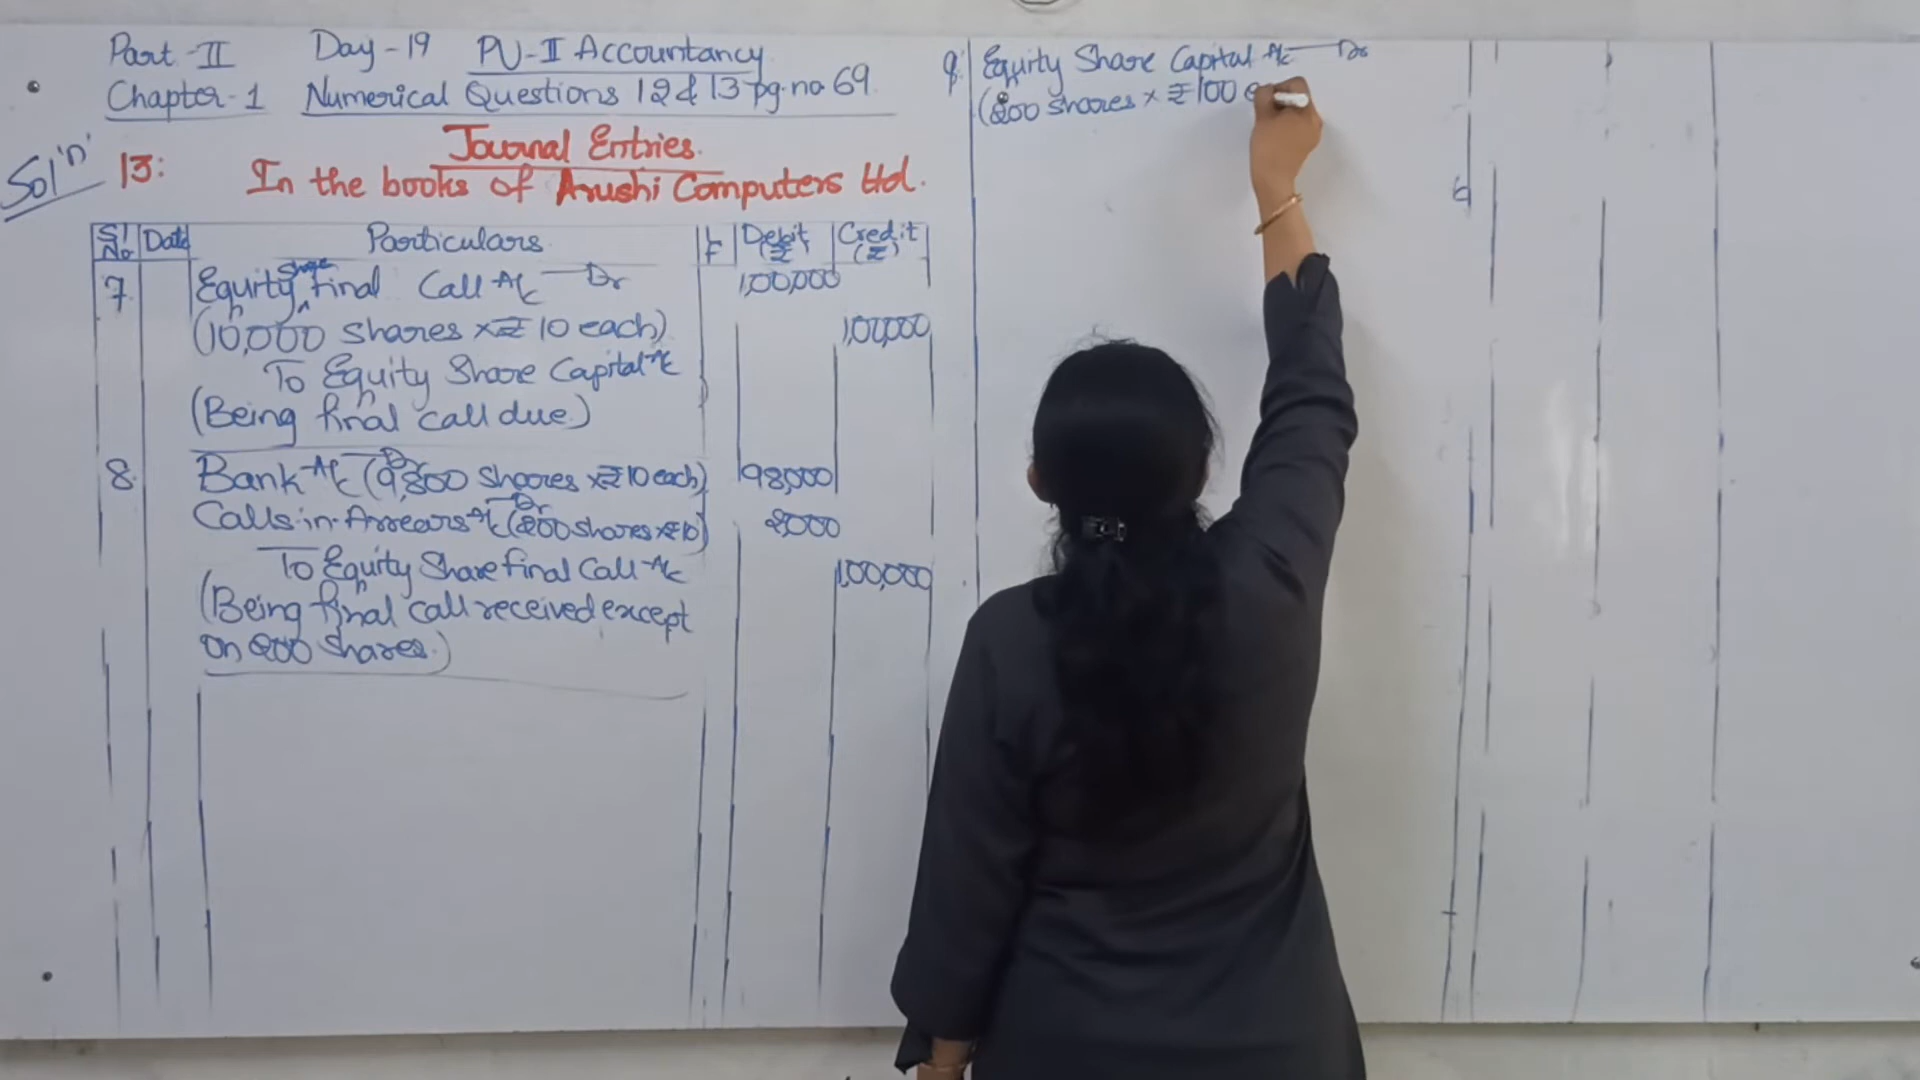 Part-II Day-19 PU-II Accountancy
Chapter-1 Numerical Questions 12 & 13 pg.no 69.
Sol'n' 13: Journal Entries.
In the books of Arushi Computers Ltd.
Sl No Date Particulars LF Debit (₹) Credit (₹)
7 Equity Share Final Call A/c Dr 1,00,000
(10,000 shares × ₹10 each) 1,00,000
To Equity Share Capital A/c
(Being final call due)
8. Bank A/c Dr (9,800 shares × ₹10 each) 98,000
Calls-in-Arrears A/c Dr (200 shares × ₹10) 2,000
To Equity Share final Call A/c 1,00,000
(Being final call received except
on 200 shares.)
9. Equity Share Capital A/c Dr
(200 shares × ₹100 e